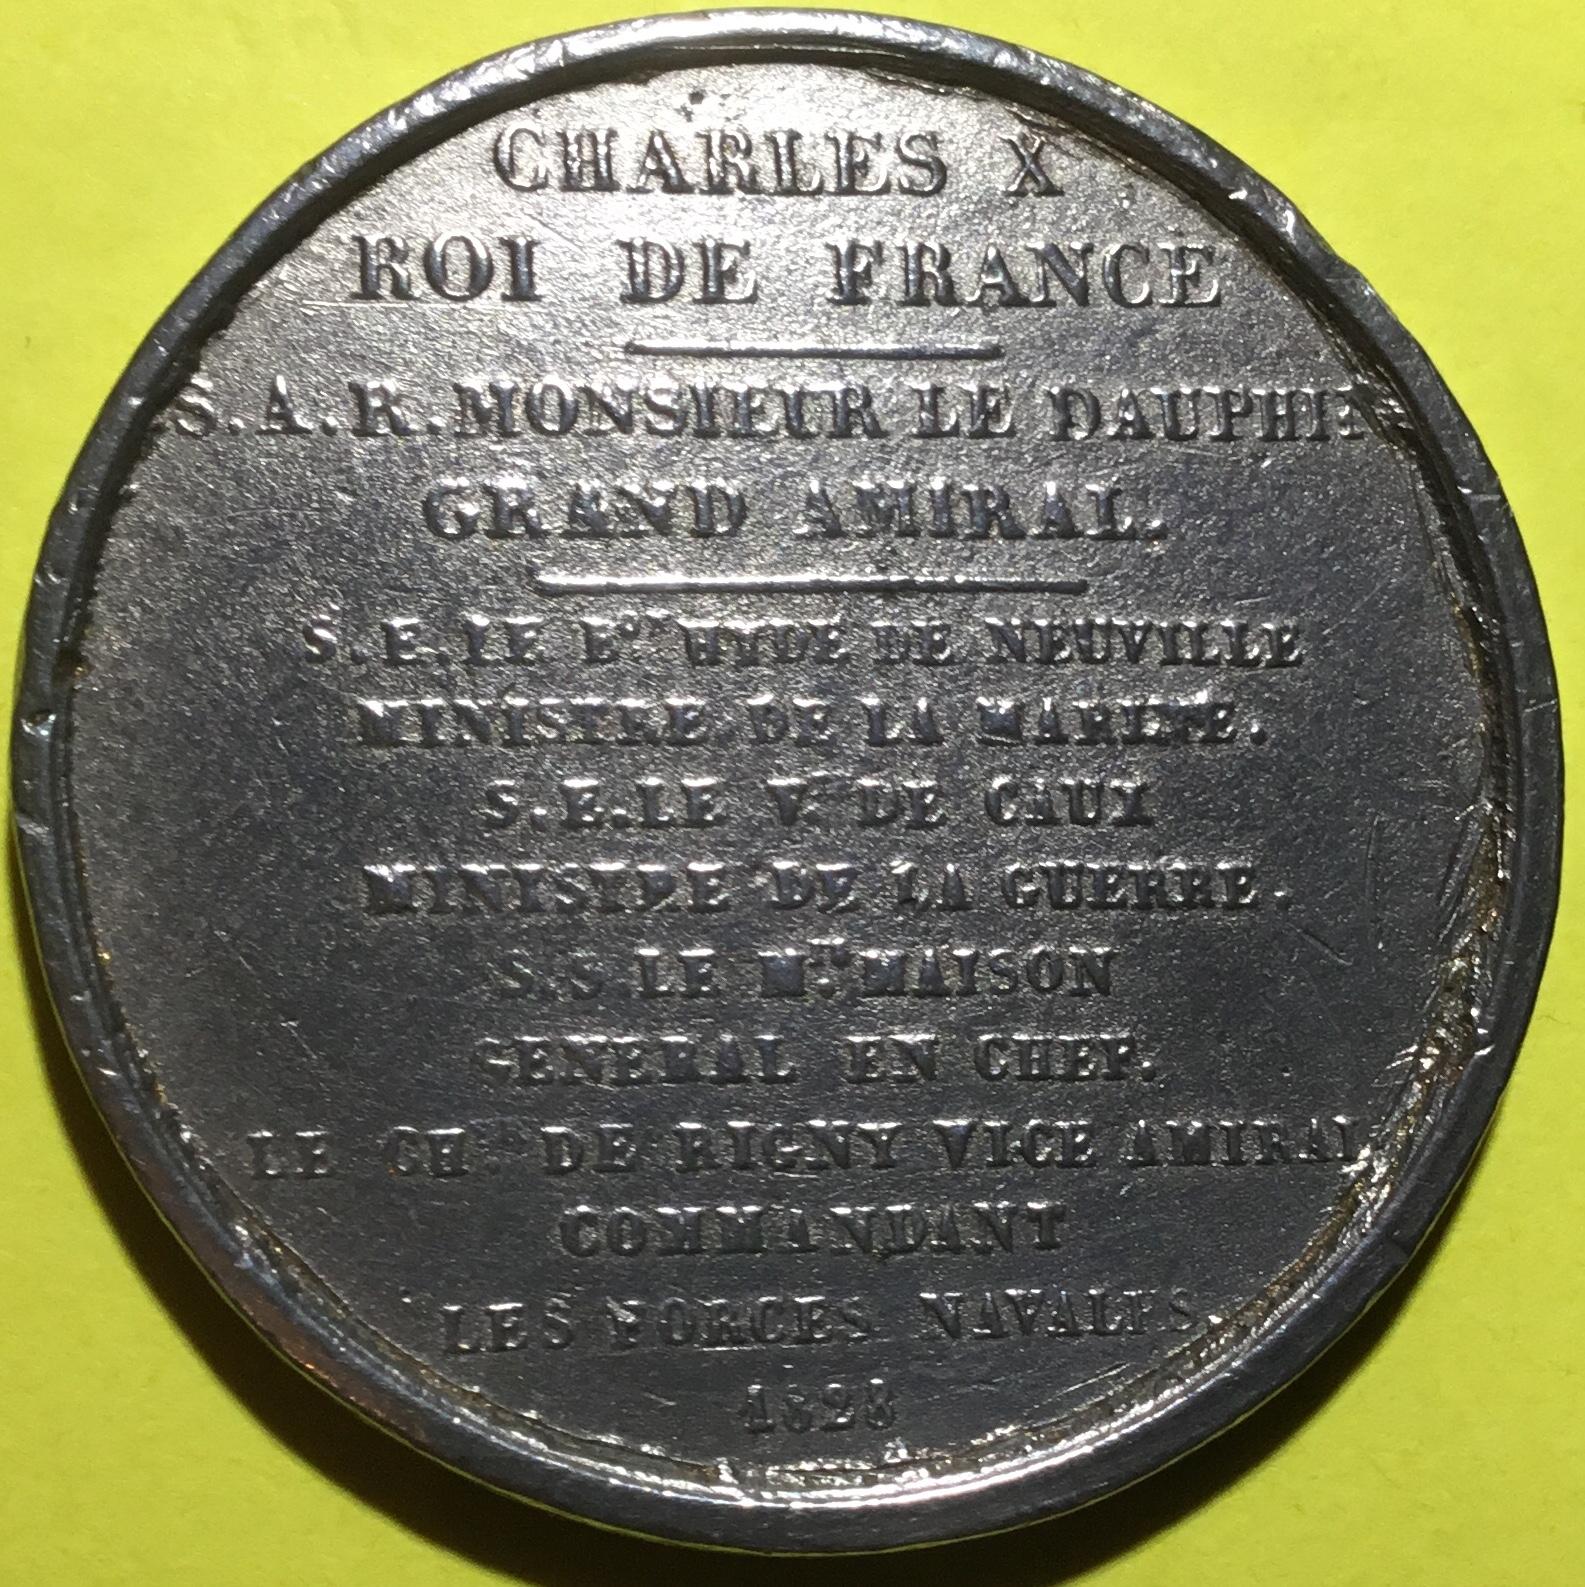 CHARLES X
ROI DE FRANCE
S.A.R. MONSIEUR LE DAUPHIN
GRAND AMIRAL.
S.E. LE Bon HYDE DE NEUVILLE
MINISTRE DE LA MARINE.
S.E. LE Vte DE CAUX
MINISTRE DE LA GUERRE.
S.S. LE Mis MAISON
GENERAL EN CHEF.
LE CHer DE RIGNY VICE AMIRAL
COMMANDANT
LES FORCES NAVALES.
1828